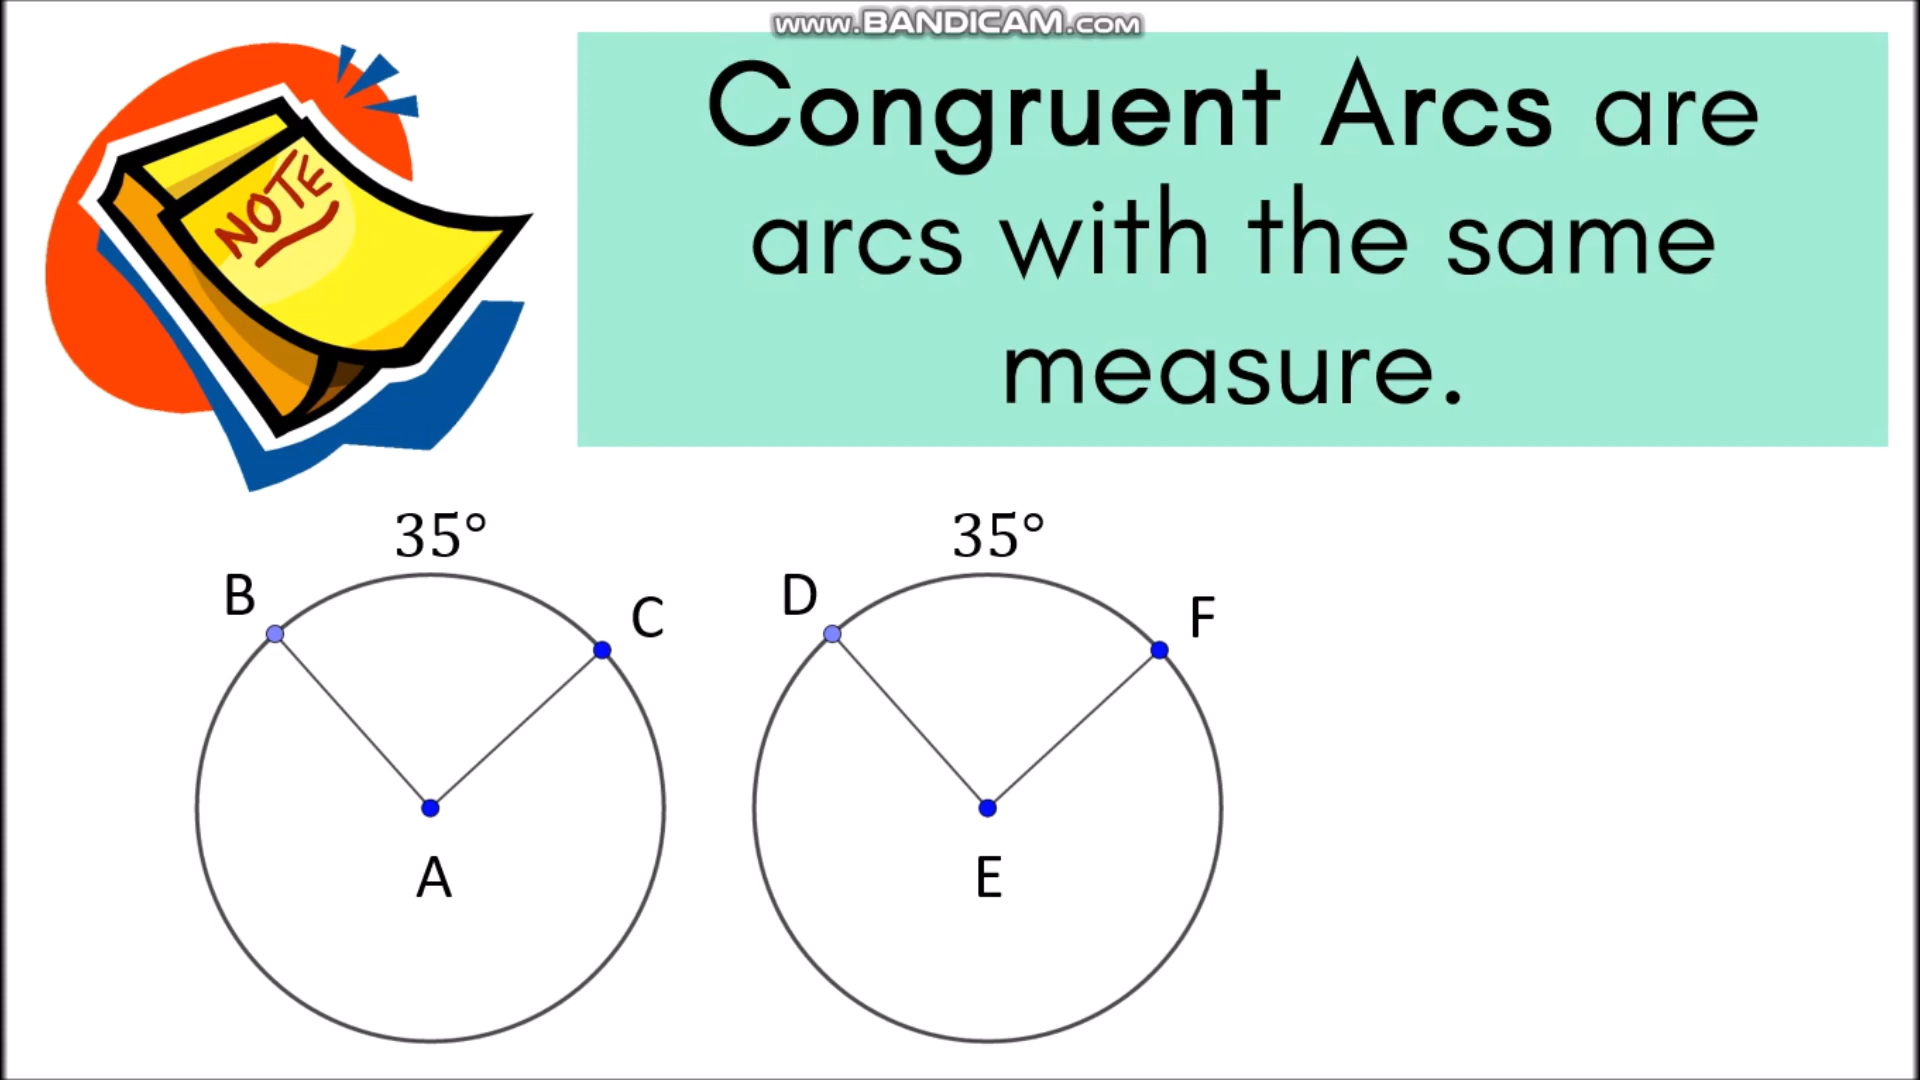 www.BANDICAM.com
Congruent Arcs are
arcs with the same
measure.
NOTE
35°
35°
B
C
D
F
A
E